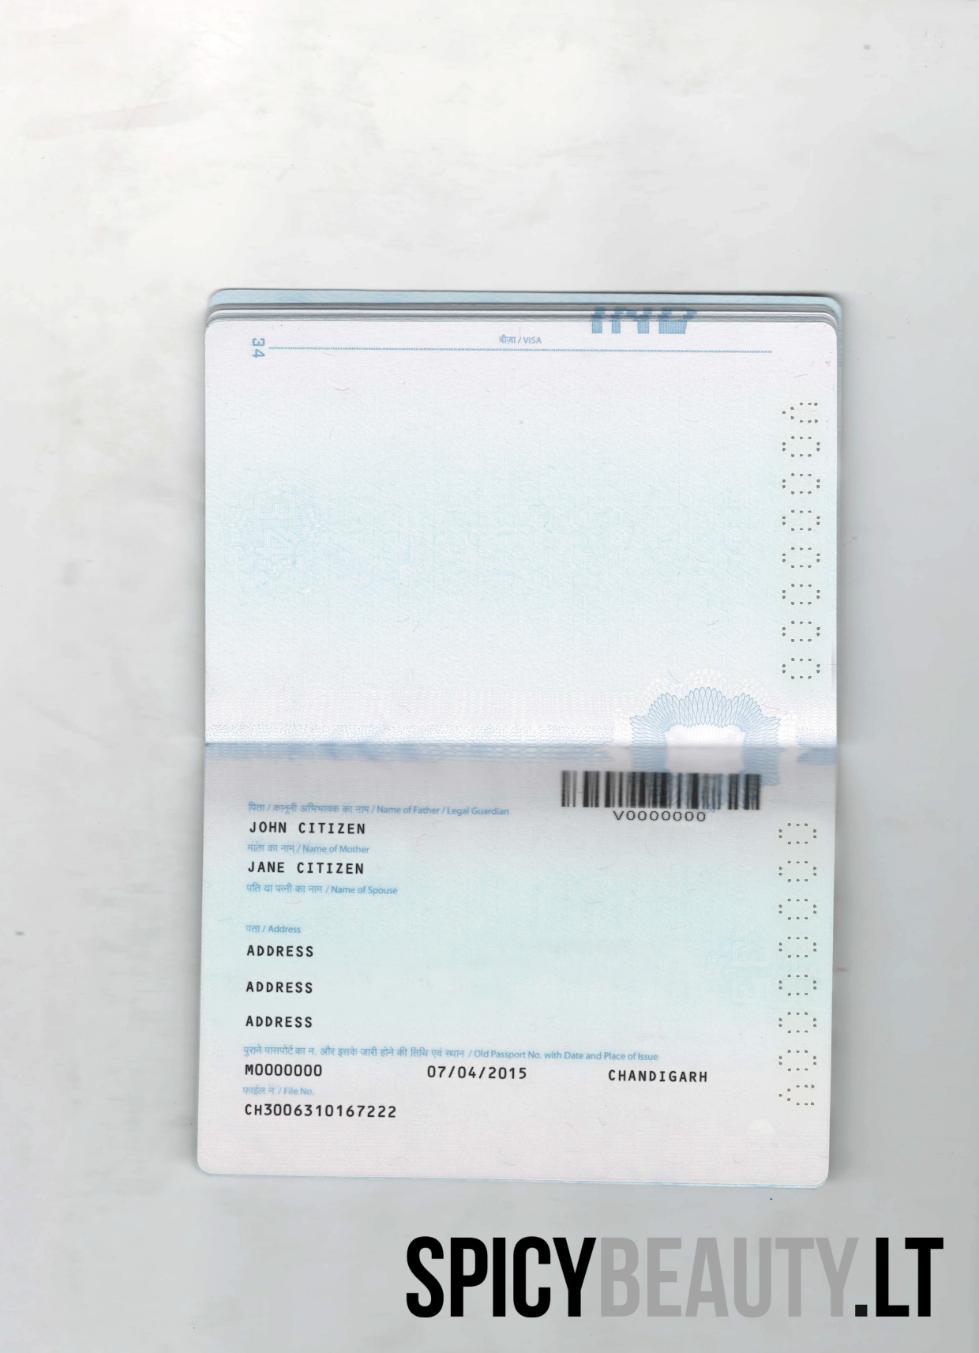 34
वीज़ा / VISA
पिता / कानूनी अभिभावक का नाम / Name of Father / Legal Guardian
V0000000
JOHN CITIZEN
माता का नाम / Name of Mother
JANE CITIZEN
पति या पत्नी का नाम / Name of Spouse
पता / Address
ADDRESS
ADDRESS
ADDRESS
पुराने पासपोर्ट का न. और इसके जारी होने की तिथि एवं स्थान / Old Passport No. with Date and Place of Issue
M0000000 07/04/2015 CHANDIGARH
फाईल न / File No.
CH3006310167222
SPICYBEAUTY.LT